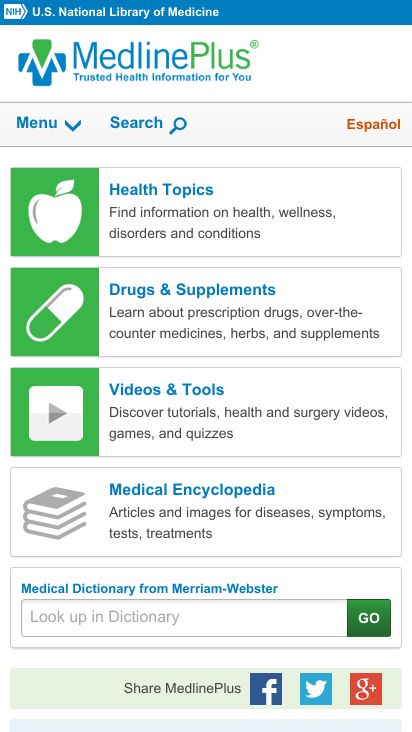 NIH U.S. National Library of Medicine
MedlinePlus®
Trusted Health Information for You
Menu Search Español
Health Topics
Find information on health, wellness,
disorders and conditions
Drugs & Supplements
Learn about prescription drugs, over-the-
counter medicines, herbs, and supplements
Videos & Tools
Discover tutorials, health and surgery videos,
games, and quizzes
Medical Encyclopedia
Articles and images for diseases, symptoms,
tests, treatments
Medical Dictionary from Merriam-Webster
Look up in Dictionary GO
Share MedlinePlus f g+